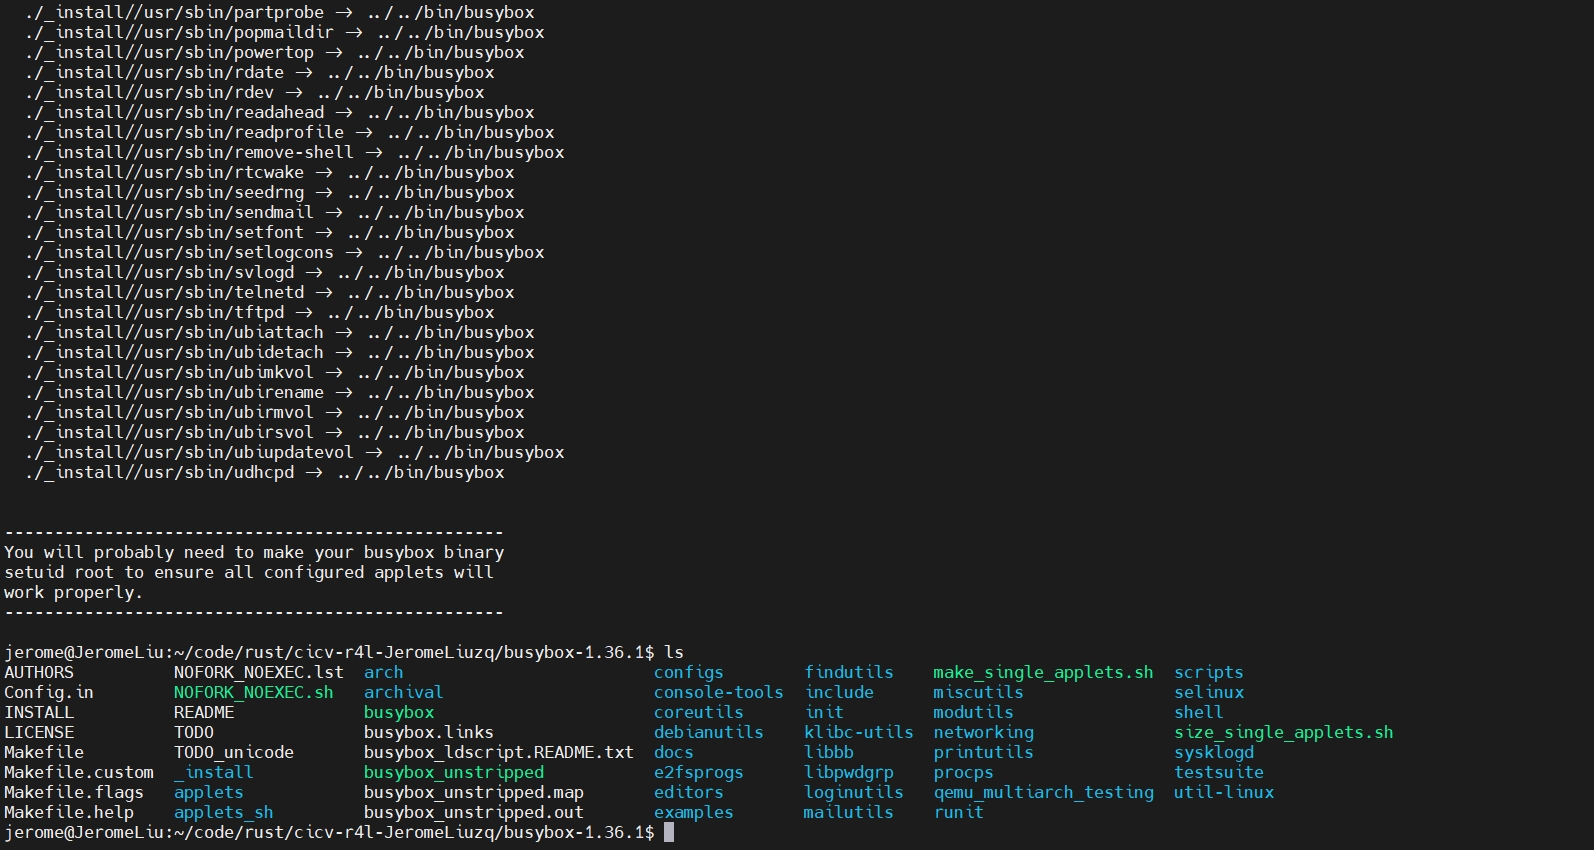 ./_install//usr/sbin/partprobe -> ../../bin/busybox
./_install//usr/sbin/popmaildir -> ../../bin/busybox
./_install//usr/sbin/powertop -> ../../bin/busybox
./_install//usr/sbin/rdate -> ../../bin/busybox
./_install//usr/sbin/rdev -> ../../bin/busybox
./_install//usr/sbin/readahead -> ../../bin/busybox
./_install//usr/sbin/readprofile -> ../../bin/busybox
./_install//usr/sbin/remove-shell -> ../../bin/busybox
./_install//usr/sbin/rtcwake -> ../../bin/busybox
./_install//usr/sbin/seedrng -> ../../bin/busybox
./_install//usr/sbin/sendmail -> ../../bin/busybox
./_install//usr/sbin/setfont -> ../../bin/busybox
./_install//usr/sbin/setlogcons -> ../../bin/busybox
./_install//usr/sbin/svlogd -> ../../bin/busybox
./_install//usr/sbin/telnetd -> ../../bin/busybox
./_install//usr/sbin/tftpd -> ../../bin/busybox
./_install//usr/sbin/ubiattach -> ../../bin/busybox
./_install//usr/sbin/ubidetach -> ../../bin/busybox
./_install//usr/sbin/ubimkvol -> ../../bin/busybox
./_install//usr/sbin/ubirename -> ../../bin/busybox
./_install//usr/sbin/ubirmvol -> ../../bin/busybox
./_install//usr/sbin/ubirsvol -> ../../bin/busybox
./_install//usr/sbin/ubiupdatevol -> ../../bin/busybox
./_install//usr/sbin/udhcpd -> ../../bin/busybox
--------------------------------------------------
You will probably need to make your busybox binary
setuid root to ensure all configured applets will
work properly.
--------------------------------------------------
jerome@JeromeLiu:~/code/rust/cicv-r4l-JeromeLiuzq/busybox-1.36.1$ ls
AUTHORS NOFORK_NOEXEC.lst arch configs findutils make_single_applets.sh scripts
Config.in NOFORK_NOEXEC.sh archival console-tools include miscutils selinux
INSTALL README busybox coreutils init modutils shell
LICENSE TODO busybox.links debianutils klibc-utils networking size_single_applets.sh
Makefile TODO_unicode busybox_ldscript.README.txt docs libbb printutils sysklogd
Makefile.custom _install busybox_unstripped e2fsprogs libpwdgrp procps testsuite
Makefile.flags applets busybox_unstripped.map editors loginutils qemu_multiarch_testing util-linux
Makefile.help applets_sh busybox_unstripped.out examples mailutils runit
jerome@JeromeLiu:~/code/rust/cicv-r4l-JeromeLiuzq/busybox-1.36.1$